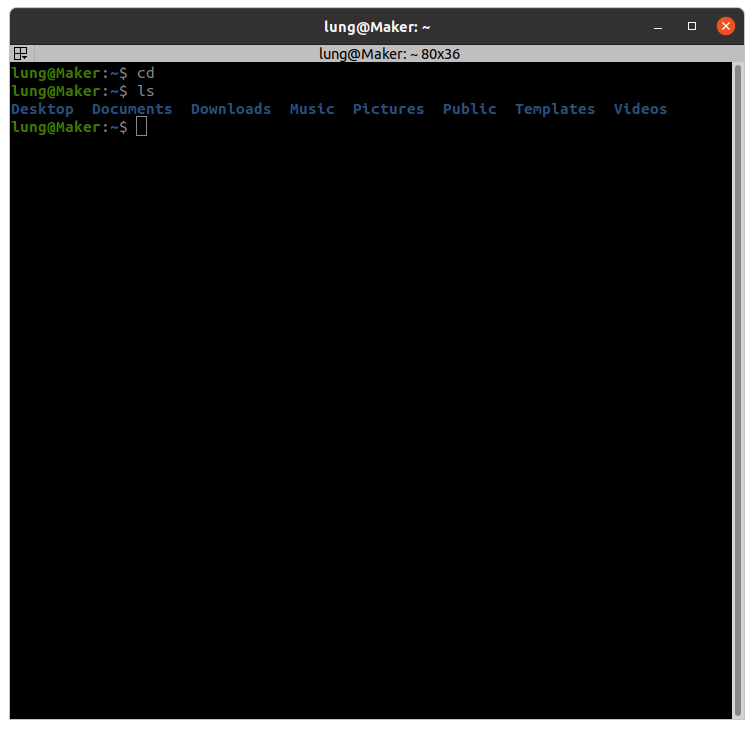 lung@Maker: ~
lung@Maker: ~ 80x36
lung@Maker:~$ cd
lung@Maker:~$ ls
Desktop  Documents  Downloads  Music  Pictures  Public  Templates  Videos
lung@Maker:~$